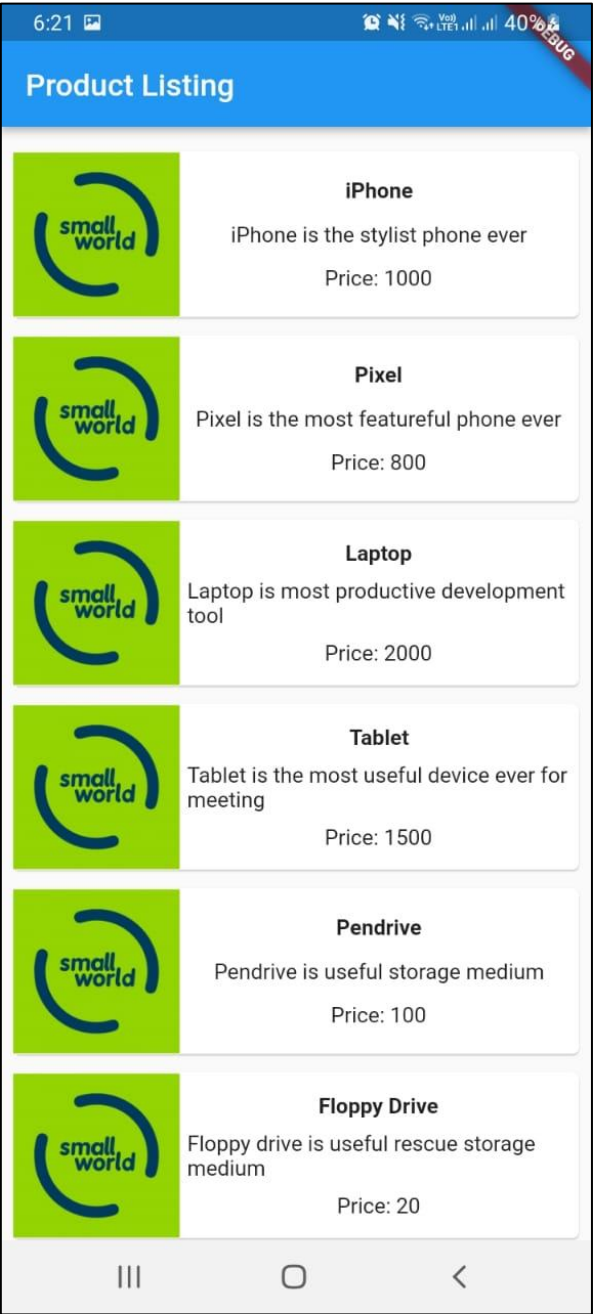 6:21
Vo) LTE1 40%
DEBUG
Product Listing
small world
iPhone
iPhone is the stylist phone ever
Price: 1000
small world
Pixel
Pixel is the most featureful phone ever
Price: 800
small world
Laptop
Laptop is most productive development
tool
Price: 2000
small world
Tablet
Tablet is the most useful device ever for
meeting
Price: 1500
small world
Pendrive
Pendrive is useful storage medium
Price: 100
small world
Floppy Drive
Floppy drive is useful rescue storage
medium
Price: 20